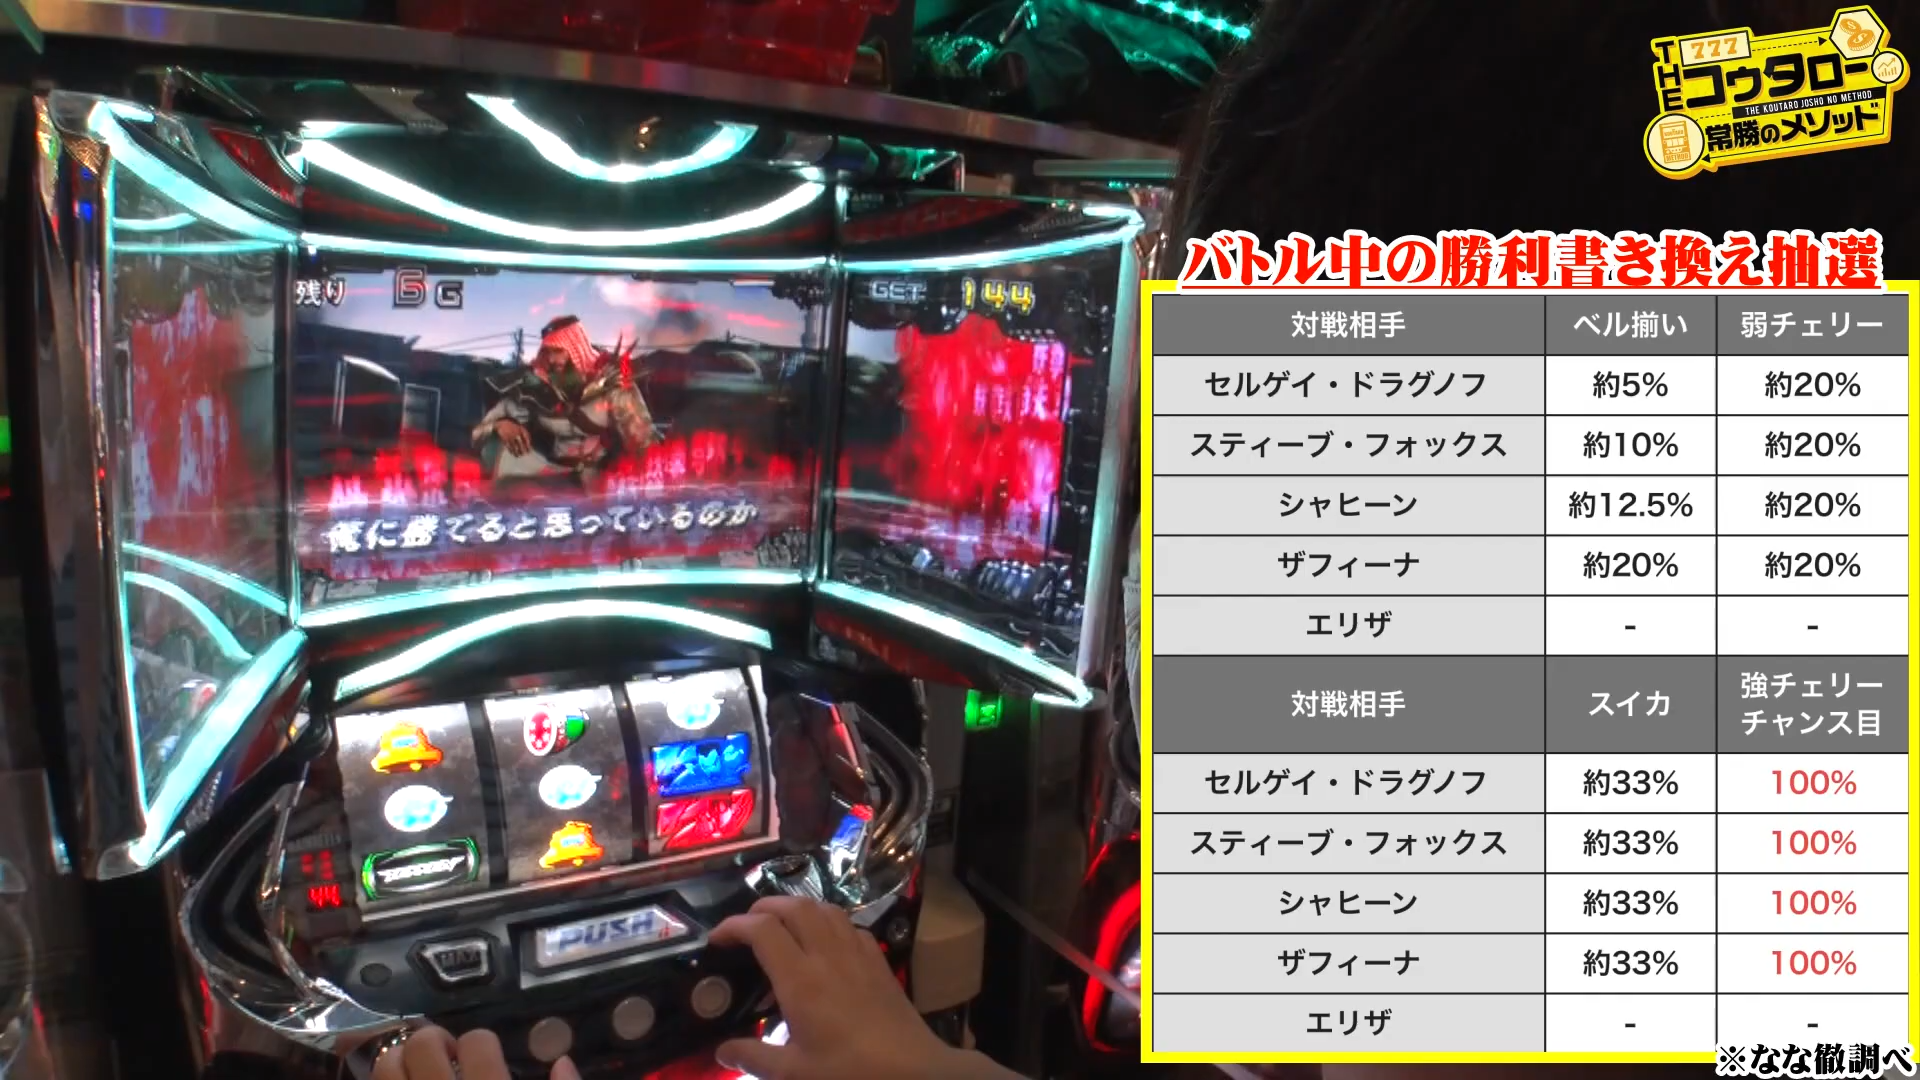 THE
777
コウタロー
THE KOUTARO JOSHO NO METHOD
常勝のメソッド
バトル中の勝利書き換え抽選
対戦相手 ベル揃い 弱チェリー
セルゲイ・ドラグノフ 約5% 約20%
スティーブ・フォックス 約10% 約20%
シャヒーン 約12.5% 約20%
ザフィーナ 約20% 約20%
エリザ - -
対戦相手 スイカ 強チェリー
チャンス目
セルゲイ・ドラグノフ 約33% 100%
スティーブ・フォックス 約33% 100%
シャヒーン 約33% 100%
ザフィーナ 約33% 100%
エリザ - -
※なな徹調べ
残り 6G
GET 144
俺に勝てると思っているのか
MAX
PUSH